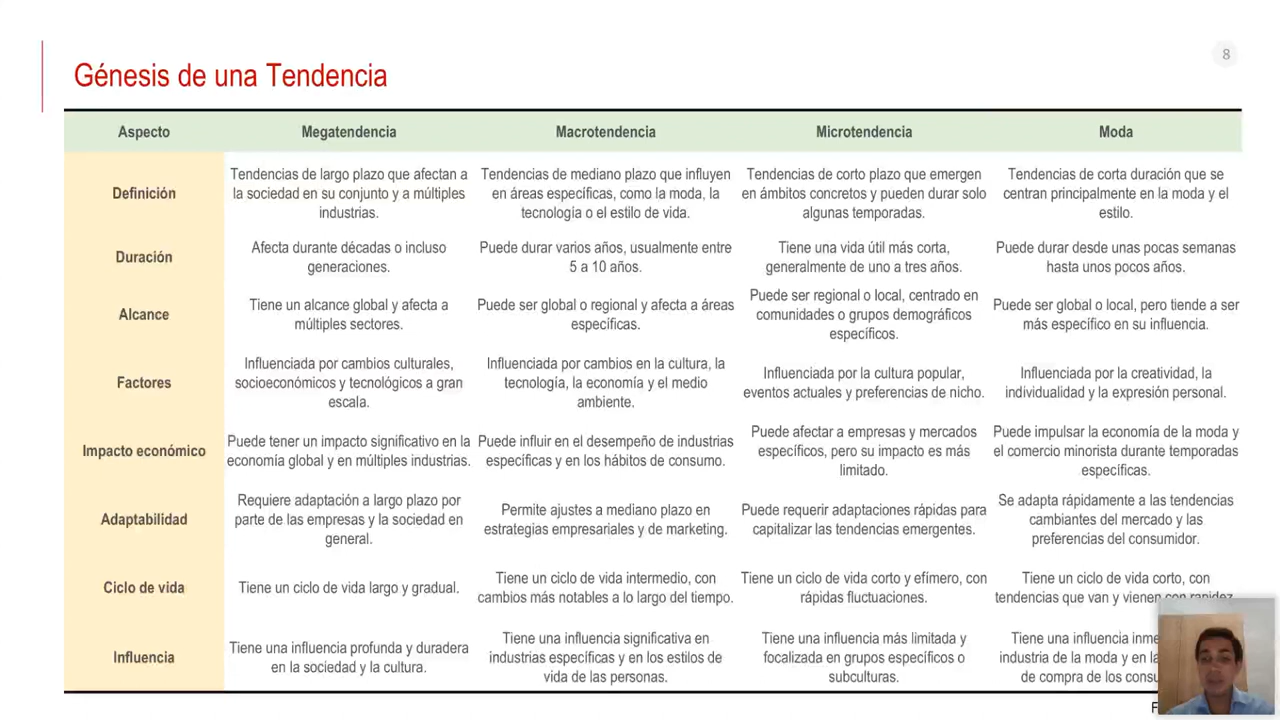 8
Génesis de una Tendencia
Aspecto
Megatendencia
Macrotendencia
Microtendencia
Moda
Definición
Tendencias de largo plazo que afectan a
la sociedad en su conjunto y a múltiples
industrias.
Tendencias de mediano plazo que influyen
en áreas específicas, como la moda, la
tecnología o el estilo de vida.
Tendencias de corto plazo que emergen
en ámbitos concretos y pueden durar solo
algunas temporadas.
Tendencias de corta duración que se
centran principalmente en la moda y el
estilo.
Duración
Afecta durante décadas o incluso
generaciones.
Puede durar varios años, usualmente entre
5 a 10 años.
Tiene una vida útil más corta,
generalmente de uno a tres años.
Puede durar desde unas pocas semanas
hasta unos pocos años.
Alcance
Tiene un alcance global y afecta a
múltiples sectores.
Puede ser global o regional y afecta a áreas
específicas.
Puede ser regional o local, centrado en
comunidades o grupos demográficos
específicos.
Puede ser global o local, pero tiende a ser
más específico en su influencia.
Factores
Influenciada por cambios culturales,
socioeconómicos y tecnológicos a gran
escala.
Influenciada por cambios en la cultura, la
tecnología, la economía y el medio
ambiente.
Influenciada por la cultura popular,
eventos actuales y preferencias de nicho.
Influenciada por la creatividad, la
individualidad y la expresión personal.
Impacto económico
Puede tener un impacto significativo en la
economía global y en múltiples industrias.
Puede influir en el desempeño de industrias
específicas y en los hábitos de consumo.
Puede afectar a empresas y mercados
específicos, pero su impacto es más
limitado.
Puede impulsar la economía de la moda y
el comercio minorista durante temporadas
específicas.
Adaptabilidad
Requiere adaptación a largo plazo por
parte de las empresas y la sociedad en
general.
Permite ajustes a mediano plazo en
estrategias empresariales y de marketing.
Puede requerir adaptaciones rápidas para
capitalizar las tendencias emergentes.
Se adapta rápidamente a las tendencias
cambiantes del mercado y las
preferencias del consumidor.
Ciclo de vida
Tiene un ciclo de vida largo y gradual.
Tiene un ciclo de vida intermedio, con
cambios más notables a lo largo del tiempo.
Tiene un ciclo de vida corto y efímero, con
rápidas fluctuaciones.
Tiene un ciclo de vida corto, con
tendencias que van y vienen con rapidez.
Influencia
Tiene una influencia profunda y duradera
en la sociedad y la cultura.
Tiene una influencia significativa en
industrias específicas y en los estilos de
vida de las personas.
Tiene una influencia más limitada y
focalizada en grupos específicos o
subculturas.
Tiene una influencia
industria de la moda y en
de compra de los